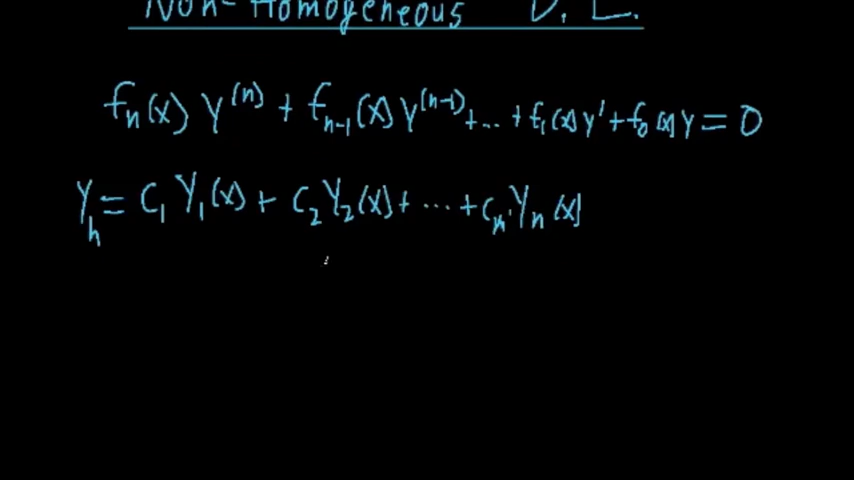 Non-Homogeneous D. E.
fₙ(x) y⁽ⁿ⁾ + fₙ₋₁(x) y⁽ⁿ⁻¹⁾ + ... + f₁(x) y' + f₀(x) y = 0
yₕ = c₁ y₁(x) + c₂ y₂(x) + ... + cₙ yₙ(x)